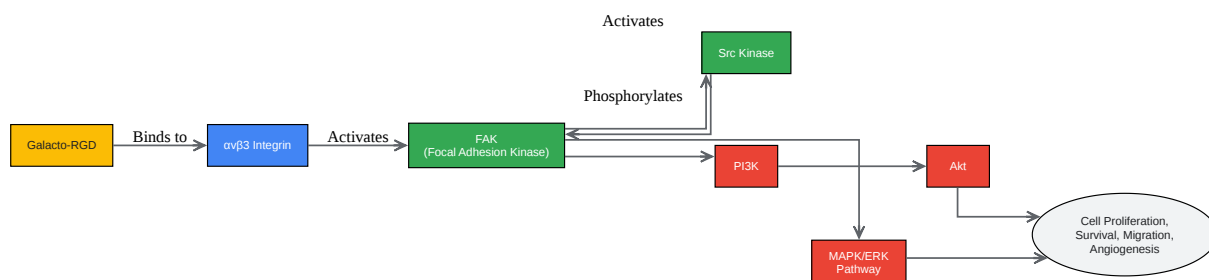 Activates
Src Kinase
Phosphorylates
Galacto-RGD
Binds to
αvβ3 Integrin
Activates
FAK
(Focal Adhesion Kinase)
PI3K
Akt
Cell Proliferation,
Survival, Migration,
Angiogenesis
MAPK/ERK
Pathway